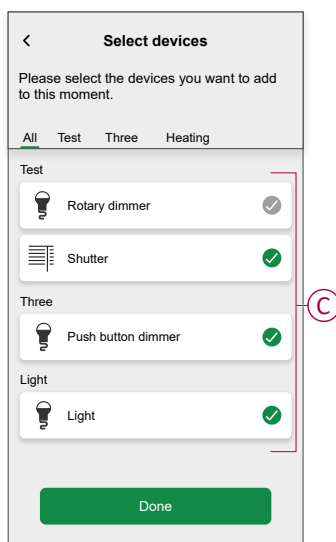 Select devices
Please select the devices you want to add
to this moment.
All Test Three Heating
Test
Rotary dimmer
Shutter
Three
Push button dimmer
Light
Light
Done
C